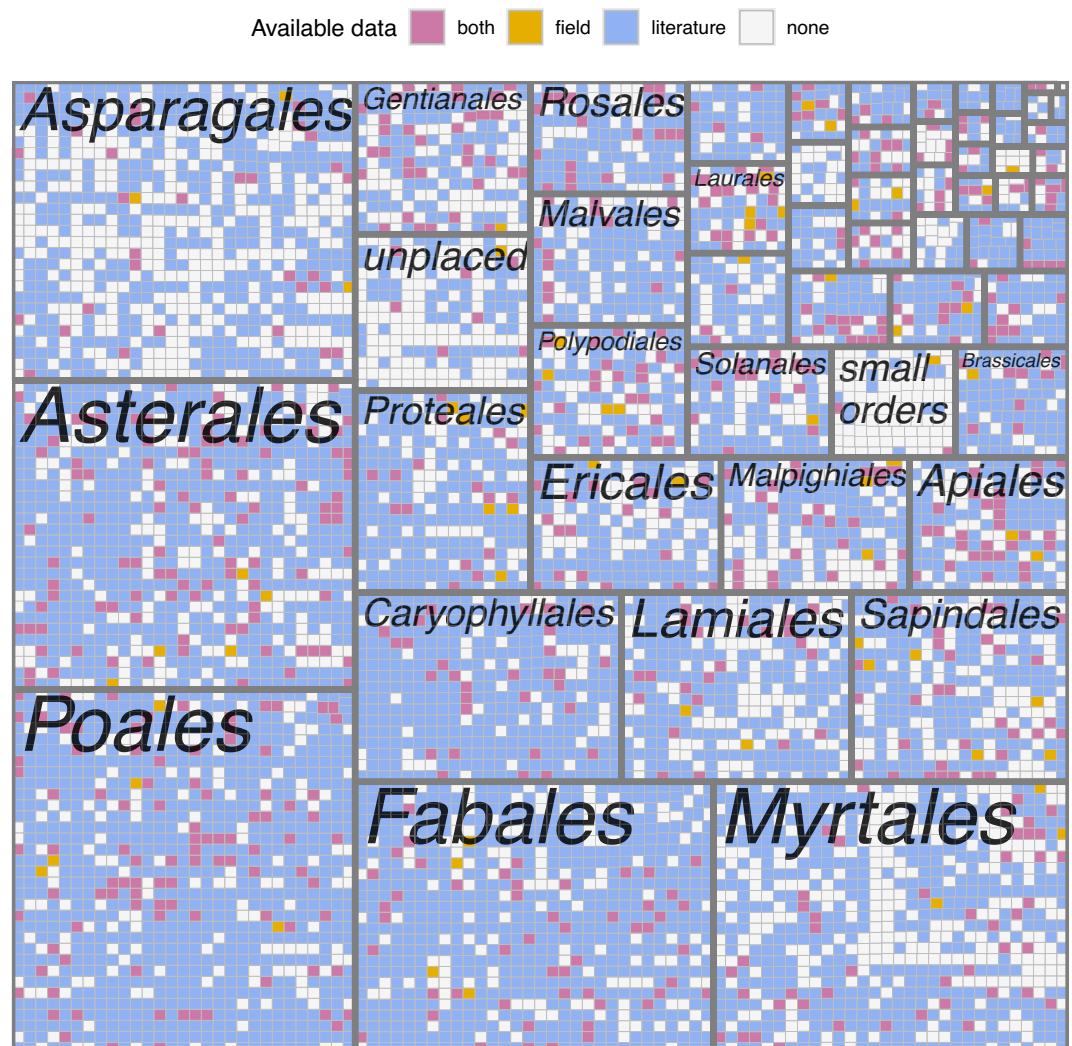 Available data both field literature none
Asparagales
Gentianales
Rosales
Laurales
Malvales
unplaced
Polypodiales
Solanales
small
orders
Brassicales
Asterales
Proteales
Ericales
Malpighiales
Apiales
Caryophyllales
Lamiales
Sapindales
Poales
Fabales
Myrtales